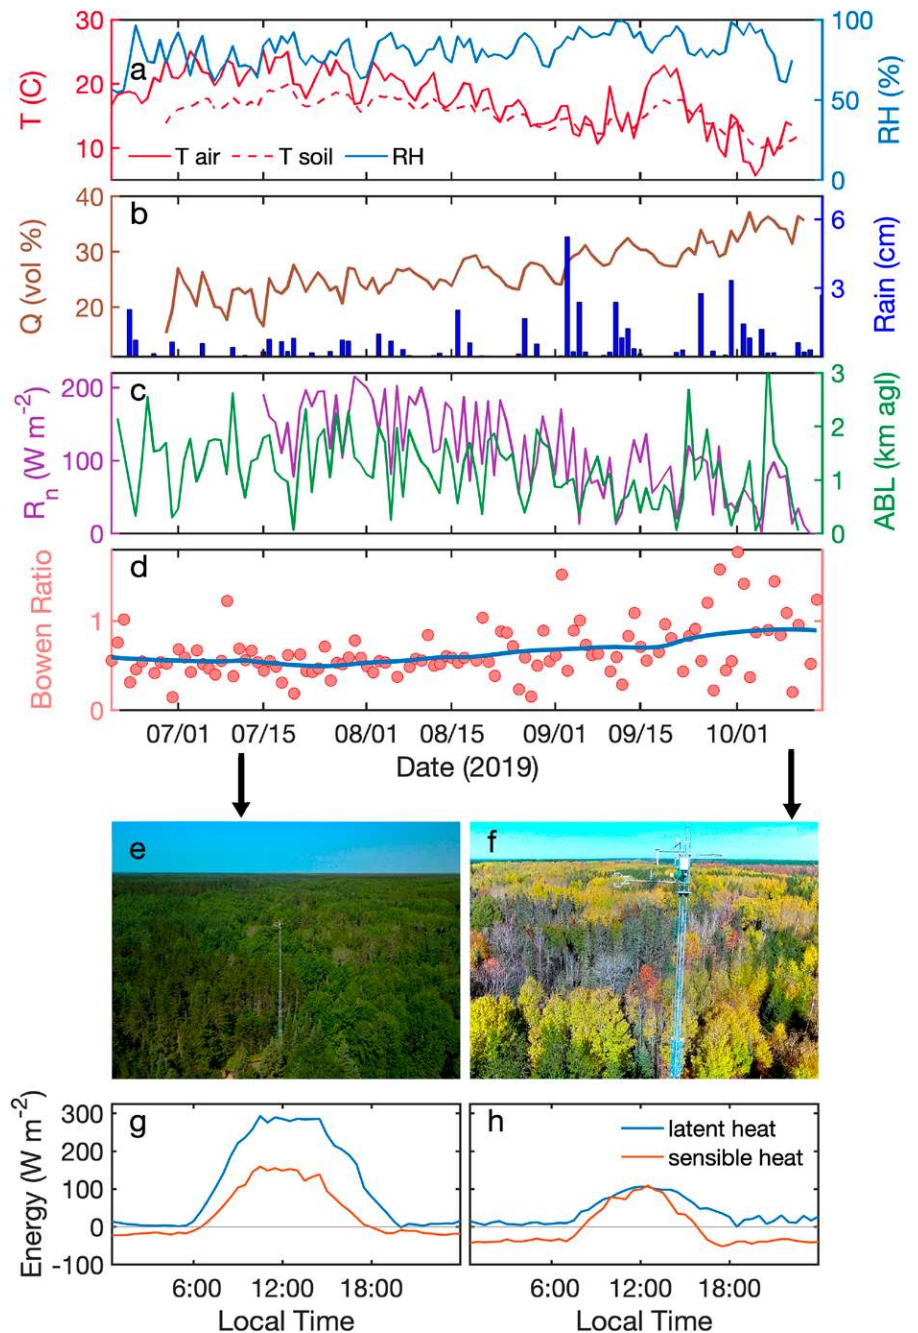 30
20
10
T (C)
a
T air
T soil
RH
100
50
0
RH (%)
40
30
20
Q (vol %)
b
6
3
0
Rain (cm)
200
100
0
Rn (W m-2)
c
3
2
1
0
ABL (km agl)
1
0
Bowen Ratio
d
07/01 07/15 08/01 08/15 09/01 09/15 10/01
Date (2019)
e
f
300
200
100
0
-100
Energy (W m-2)
g
h
latent heat
sensible heat
6:00 12:00 18:00
6:00 12:00 18:00
Local Time
Local Time